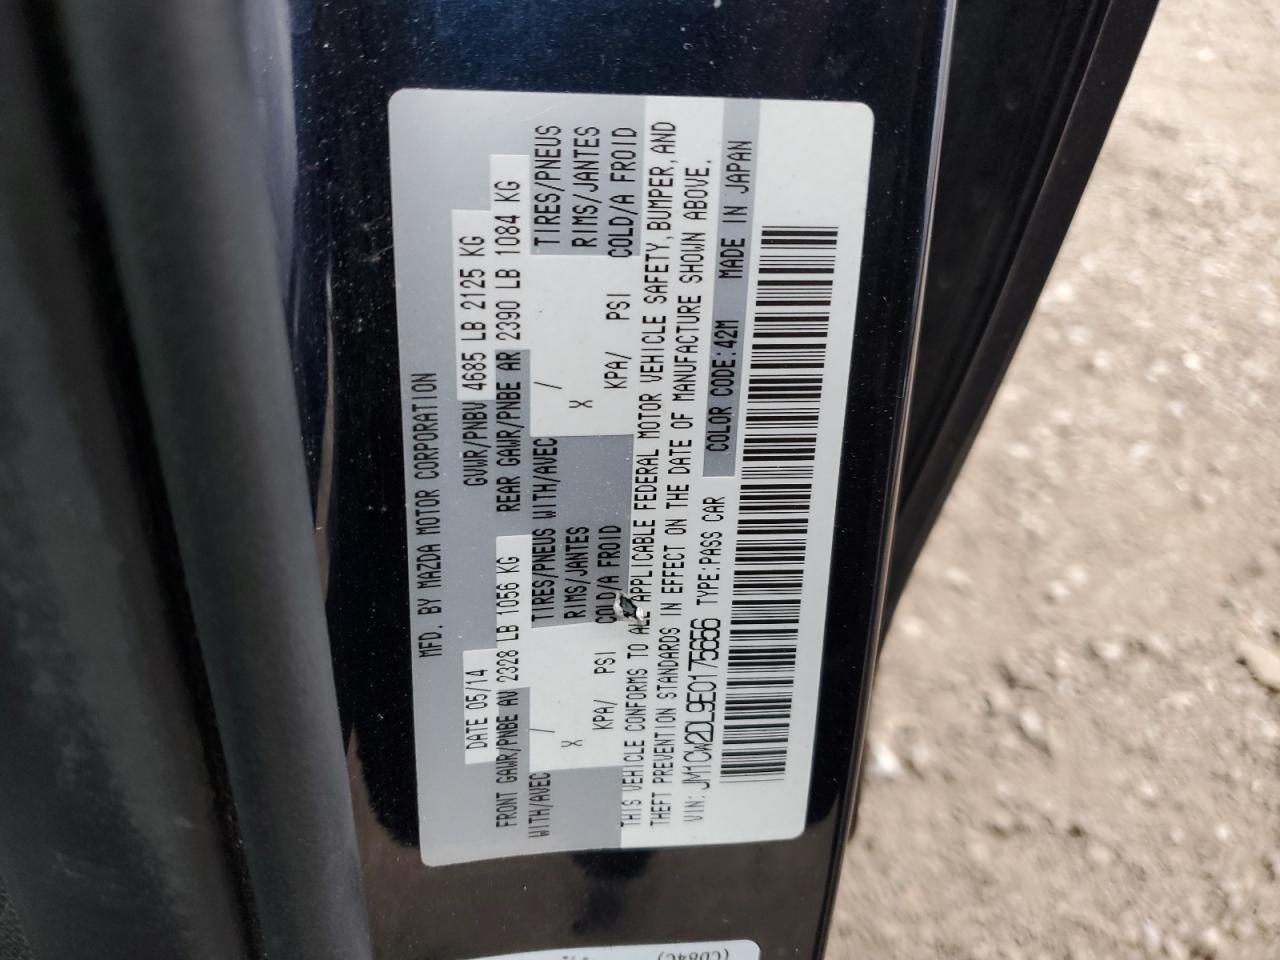 MFD. BY MAZDA MOTOR CORPORATION
DATE 05/14 GVWR/PNBV 4685 LB 2125 KG
FRONT GAWR/PNBE AV 2328 LB 1056 KG REAR GAWR/PNBE AR 2390 LB 1084 KG
WITH/AVEC / TIRES/PNEUS WITH/AVEC / TIRES/PNEUS
X RIMS/JANTES X RIMS/JANTES
KPA/ PSI COLD/A FROID KPA/ PSI COLD/A FROID
THIS VEHICLE CONFORMS TO ALL APPLICABLE FEDERAL MOTOR VEHICLE SAFETY, BUMPER, AND
THEFT PREVENTION STANDARDS IN EFFECT ON THE DATE OF MANUFACTURE SHOWN ABOVE.
VIN: JM1CW2DL9E0175656 TYPE:PASS CAR COLOR CODE:42M MADE IN JAPAN
(CD84C)